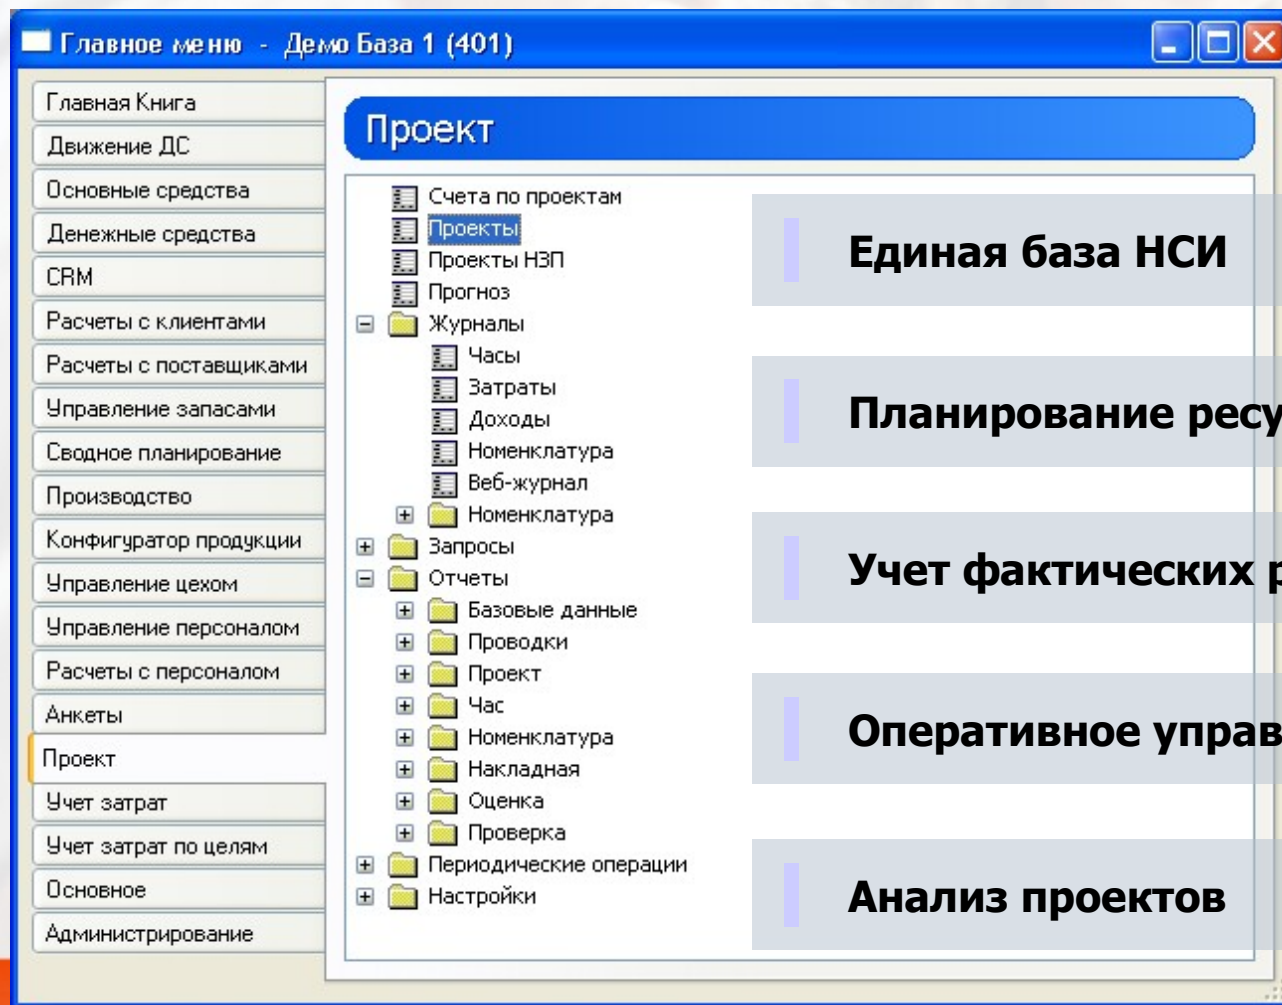 Главное меню - Демо База 1 (401)
Главная Книга
Движение ДС
Основные средства
Денежные средства
CRM
Расчеты с клиентами
Расчеты с поставщиками
Управление запасами
Сводное планирование
Производство
Конфигуратор продукции
Управление цехом
Управление персоналом
Расчеты с персоналом
Анкеты
Проект
Учет затрат
Учет затрат по целям
Основное
Администрирование
Проект
Счета по проектам
Проекты
Проекты НЗП
Прогноз
Журналы
Часы
Затраты
Доходы
Номенклатура
Веб-журнал
Номенклатура
Запросы
Отчеты
Базовые данные
Проводки
Проект
Час
Номенклатура
Накладная
Оценка
Проверка
Периодические операции
Настройки
Единая база НСИ
Планирование
Учет фактических
Оперативное
Анализ проектов